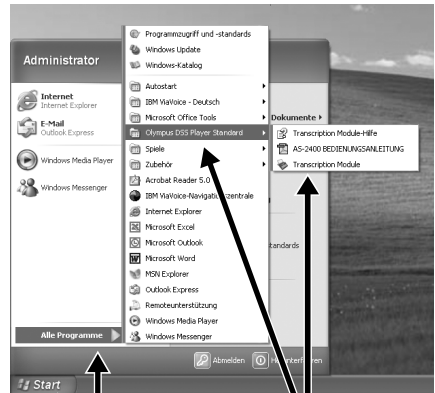 Administrator
Internet
Internet Explorer
E-Mail
Outlook Express
Windows Media Player
Windows Messenger
Alle Programme
Programmzugriff und -standards
Windows Update
Windows-Katalog
Autostart
IBM ViaVoice - Deutsch
Microsoft Office Tools
Olympus DSS Player Standard
Spiele
Zubehör
Acrobat Reader 5.0
IBM ViaVoice-Navigationszentrale
Internet Explorer
Microsoft Excel
Microsoft Outlook
Microsoft Word
MSN Explorer
Outlook Express
Remoteunterstützung
Windows Media Player
Windows Messenger
Dokumente
Transcription Module-Hilfe
AS-2400 BEDIENUNGSANLEITUNG
Transcription Module
tandards
Abmelden
Start